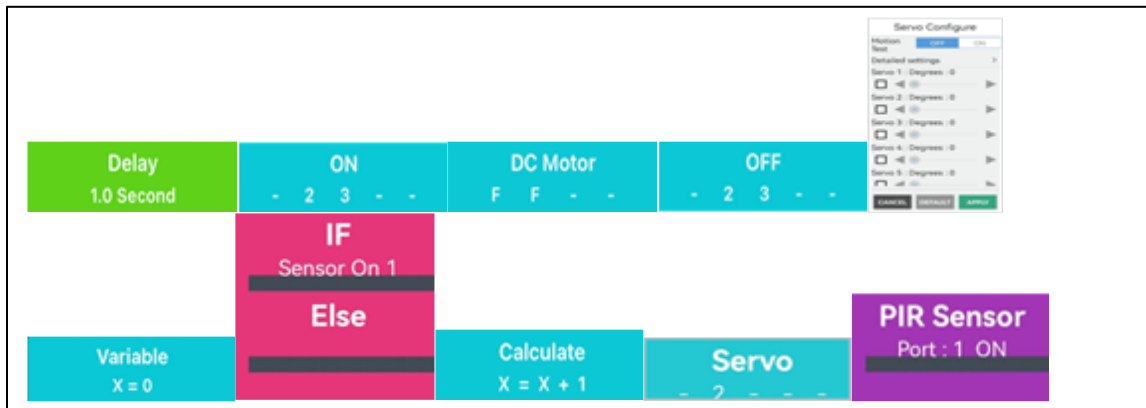 Servo Configure
Motion Test OFF ON
Detailed settings >
Servo 1 : Degrees : 0
Servo 2 : Degrees : 0
Servo 3 : Degrees : 0
Servo 4 : Degrees : 0
Servo 5 : Degrees : 0
CANCEL DEFAULT APPLY
Delay
1.0 Second
ON
- 2 3 - -
DC Motor
F F - -
OFF
- 2 3 - -
IF
Sensor On 1
Else
Variable
X = 0
Calculate
X = X + 1
Servo
- 2 - - -
PIR Sensor
Port : 1 ON